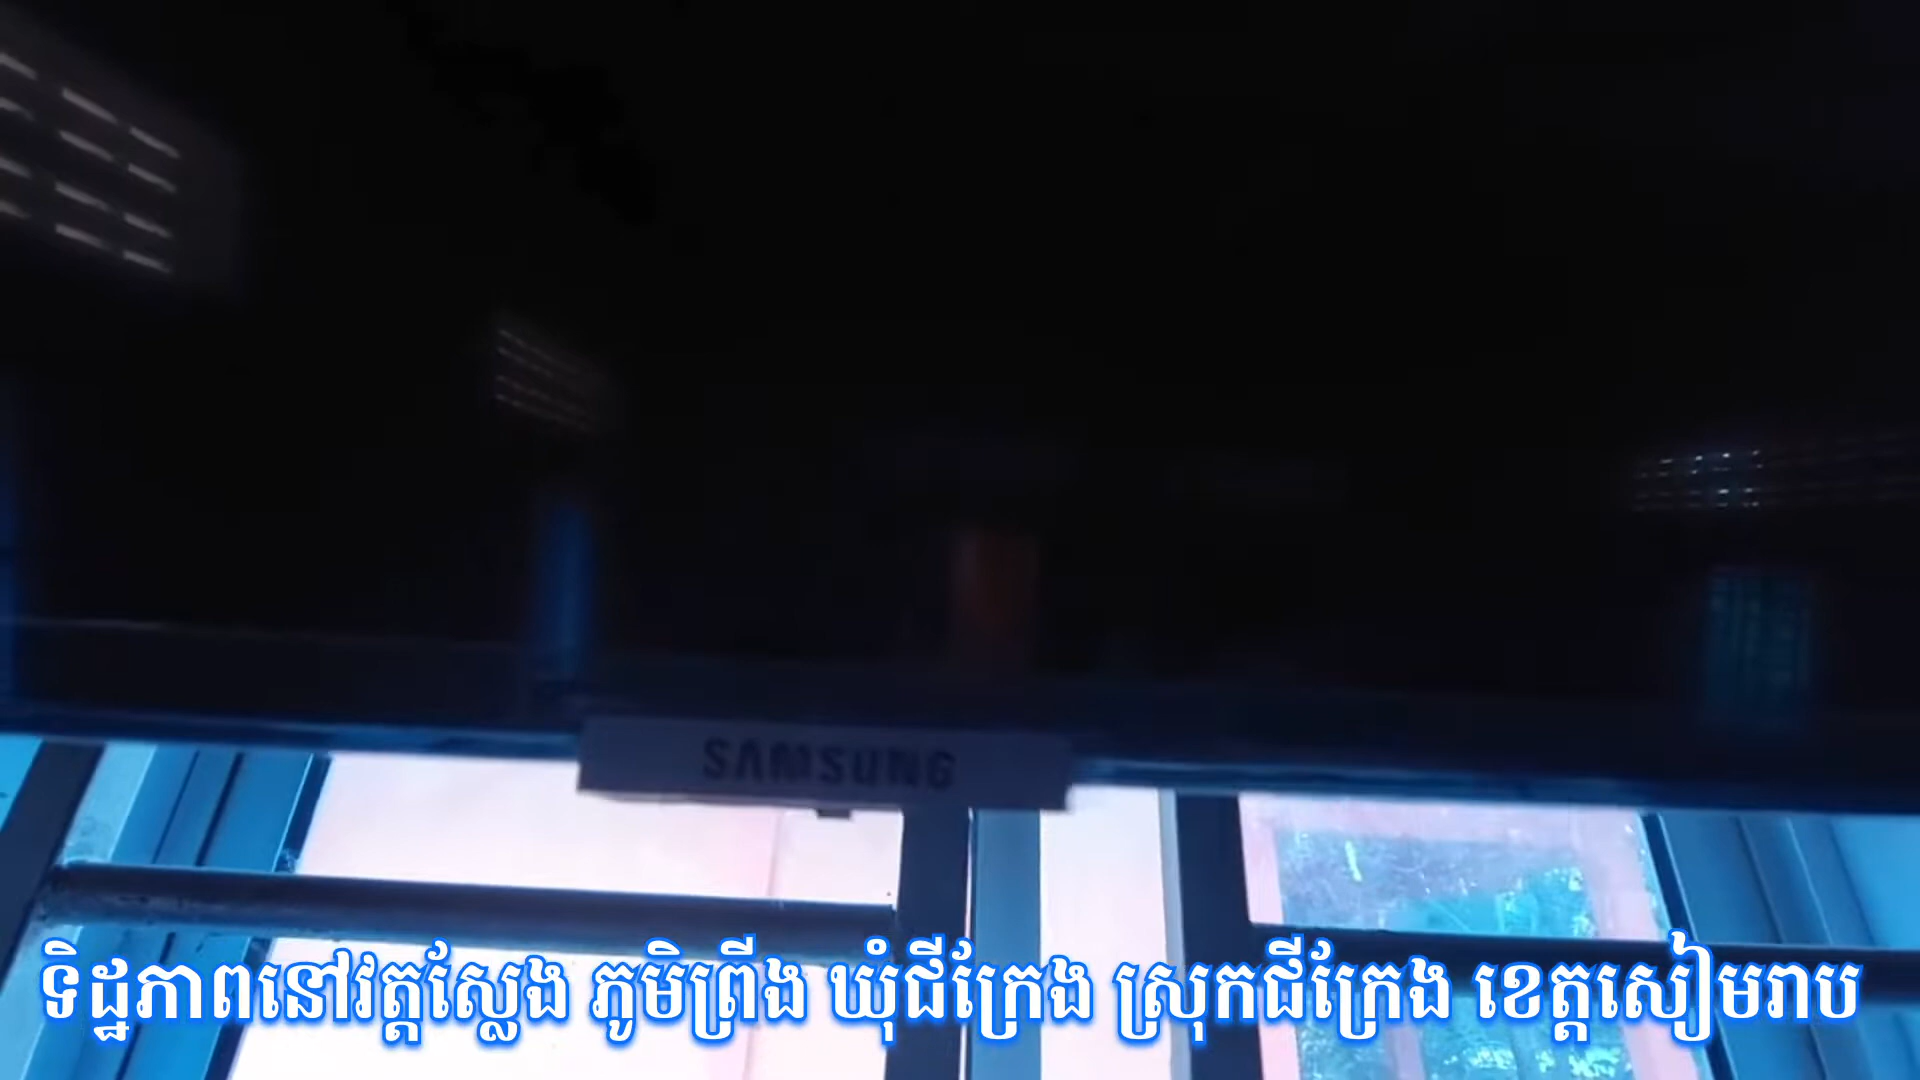 SAMSUNG
ទិដ្ឋភាពនៅវត្តស្លែង ភូមិព្រីង ឃុំជីក្រែង ស្រុកជីក្រែង ខេត្តសៀមរាប